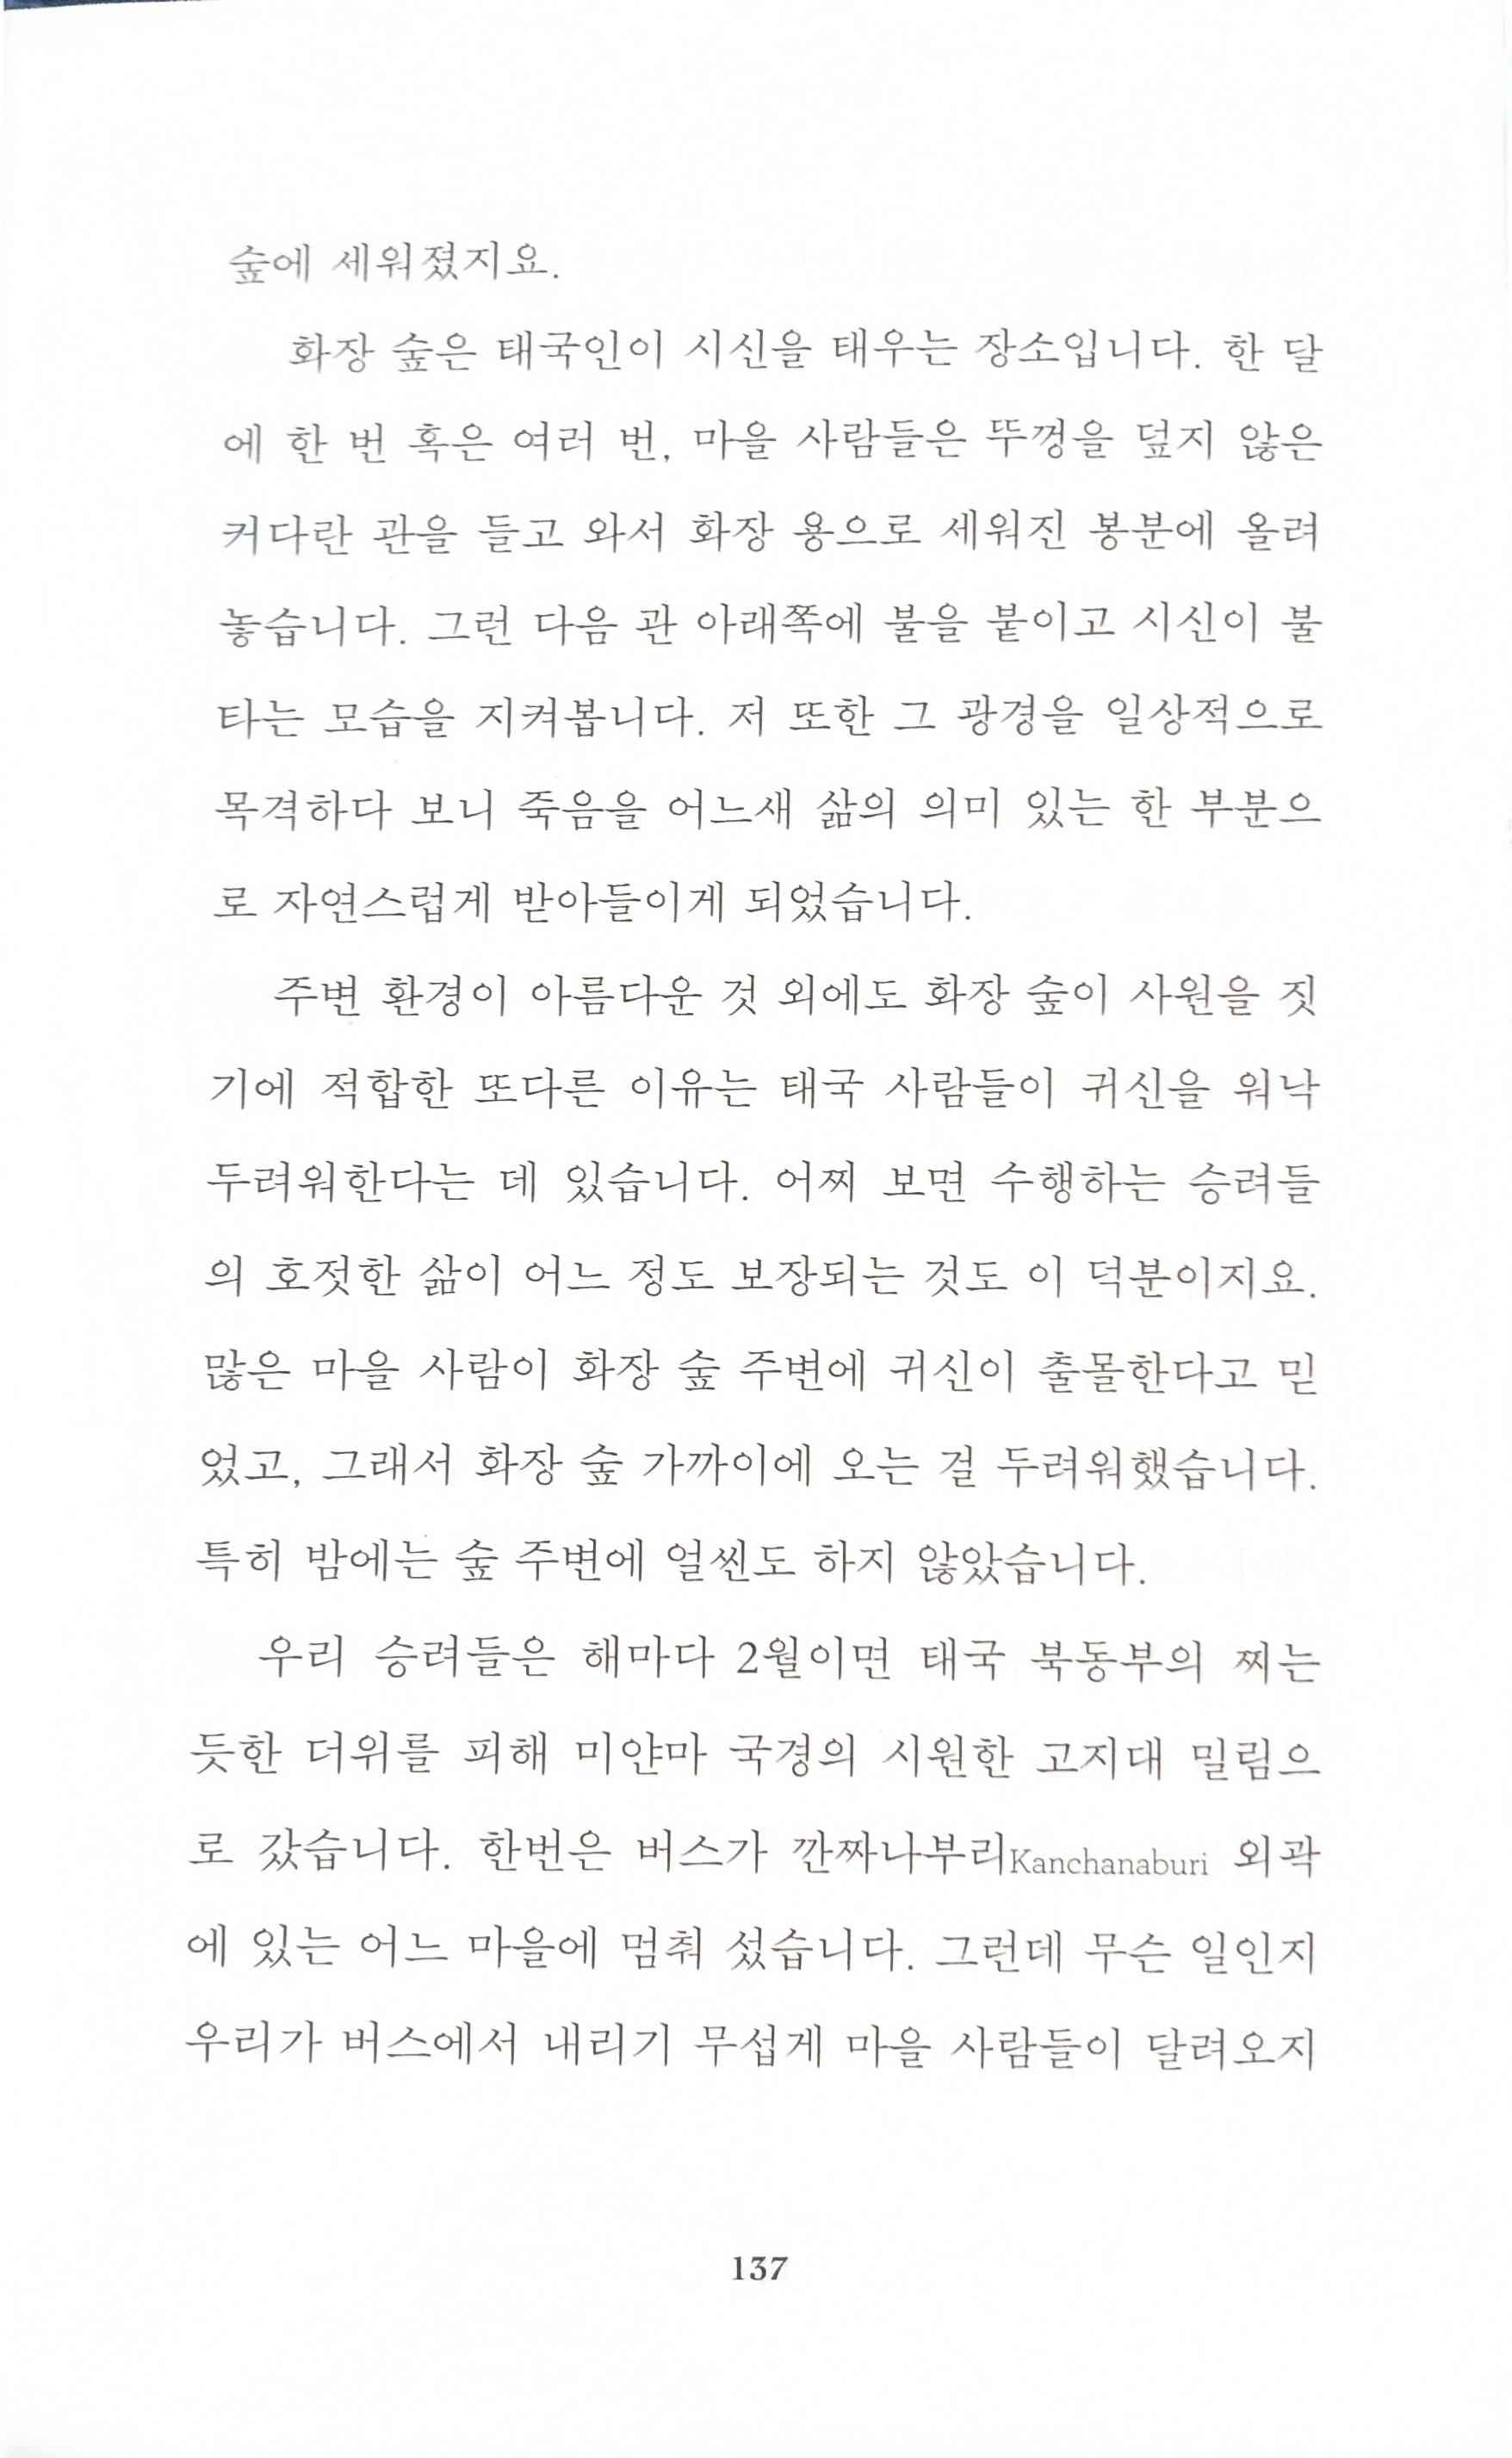 숲에 세워졌지요.
화장 숲은 태국인이 시신을 태우는 장소입니다. 한 달
에 한 번 혹은 여러 번, 마을 사람들은 뚜껑을 덮지 않은
커다란 관을 들고 와서 화장 용으로 세워진 봉분에 올려
놓습니다. 그런 다음 관 아래쪽에 불을 붙이고 시신이 불
타는 모습을 지켜봅니다. 저 또한 그 광경을 일상적으로
목격하다 보니 죽음을 어느새 삶의 의미 있는 한 부분으
로 자연스럽게 받아들이게 되었습니다.
주변 환경이 아름다운 것 외에도 화장 숲이 사원을 짓
기에 적합한 또다른 이유는 태국 사람들이 귀신을 워낙
두려워한다는 데 있습니다. 어찌 보면 수행하는 승려들
의 호젓한 삶이 어느 정도 보장되는 것도 이 덕분이지요.
많은 마을 사람이 화장 숲 주변에 귀신이 출몰한다고 믿
었고, 그래서 화장 숲 가까이에 오는 걸 두려워했습니다.
특히 밤에는 숲 주변에 얼씬도 하지 않았습니다.
우리 승려들은 해마다 2월이면 태국 북동부의 찌는
듯한 더위를 피해 미얀마 국경의 시원한 고지대 밀림으
로 갔습니다. 한번은 버스가 깐짜나부리Kanchanaburi 외곽
에 있는 어느 마을에 멈춰 섰습니다. 그런데 무슨 일인지
우리가 버스에서 내리기 무섭게 마을 사람들이 달려오지
137